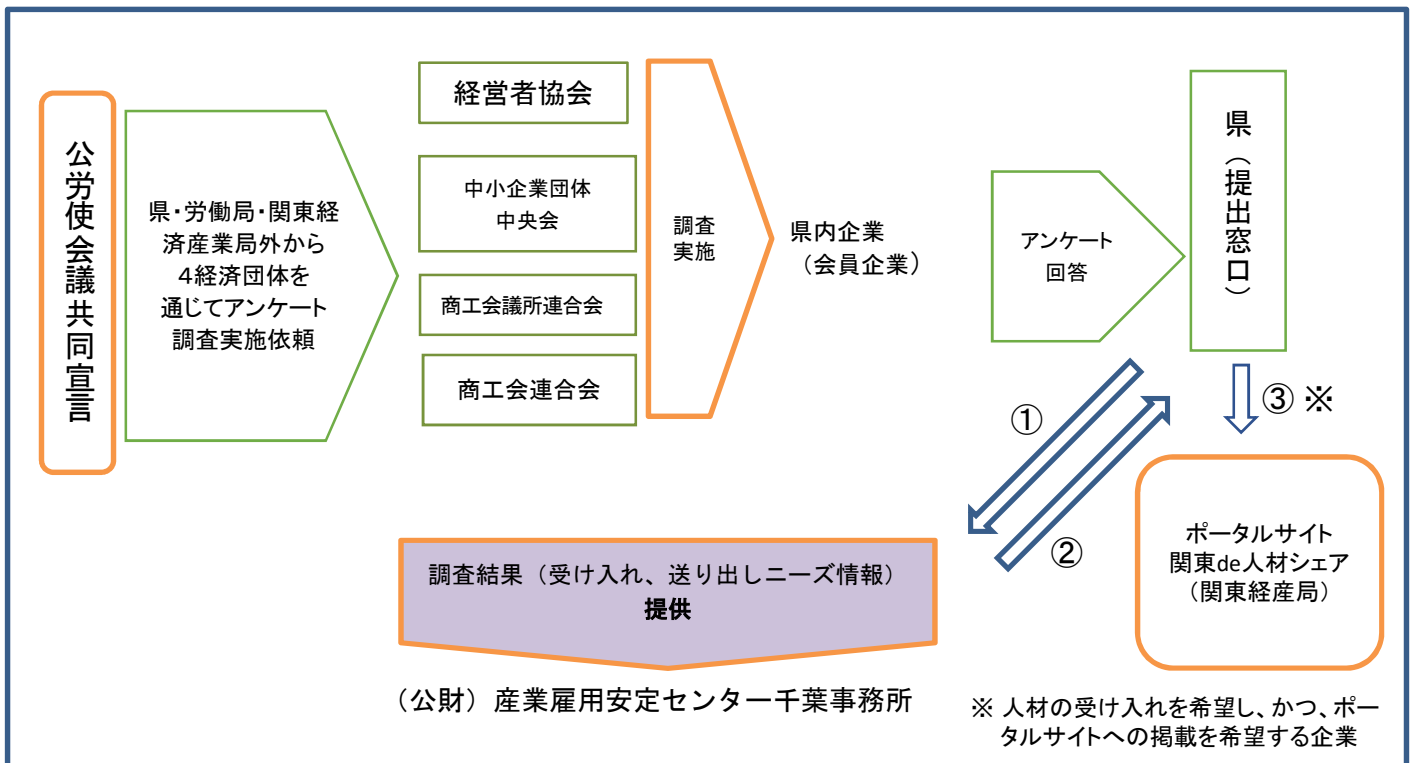 公労使会議共同宣言
県・労働局・関東経
済産業局外から
４経済団体を
通じてアンケート
調査実施依頼
経営者協会
中小企業団体
中央会
商工会議所連合会
商工会連合会
調査
実施
県内企業
（会員企業）
アンケート
回答
県（提出窓口）
①
②
③ ※
調査結果（受け入れ、送り出しニーズ情報）
提供
（公財）産業雇用安定センター千葉事務所
ポータルサイト
関東de人材シェア
（関東経産局）
※ 人材の受け入れを希望し、かつ、ポー
タルサイトへの掲載を希望する企業